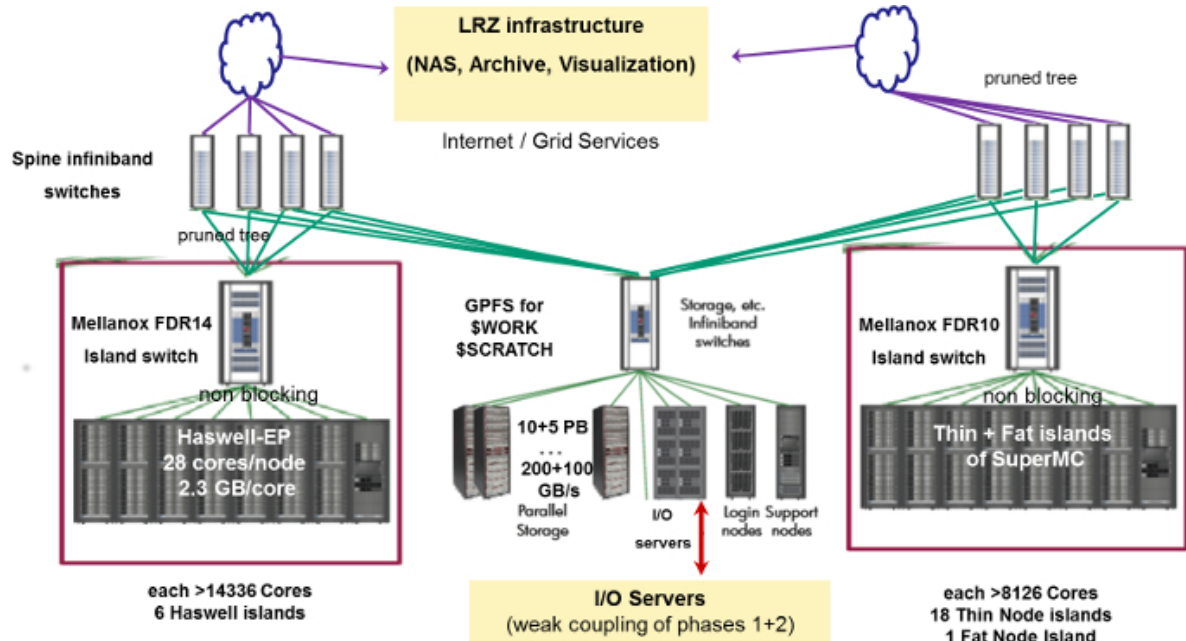 LRZ infrastructure
(NAS, Archive, Visualization)
Internet / Grid Services
pruned tree
Spine infiniband
switches
pruned tree
Mellanox FDR14
Island switch
non blocking
Haswell-EP
28 cores/node
2.3 GB/core
each >14336 Cores
6 Haswell islands
GPFS for
$WORK
$SCRATCH
Storage, etc.
Infiniband
switches
10+5 PB
...
200+100
GB/s
Parallel
Storage
I/O
servers
Login
nodes
Support
nodes
I/O Servers
(weak coupling of phases 1+2)
Mellanox FDR10
Island switch
non blocking
Thin + Fat islands
of SuperMC
each >8126 Cores
18 Thin Node islands
1 Fat Node Island